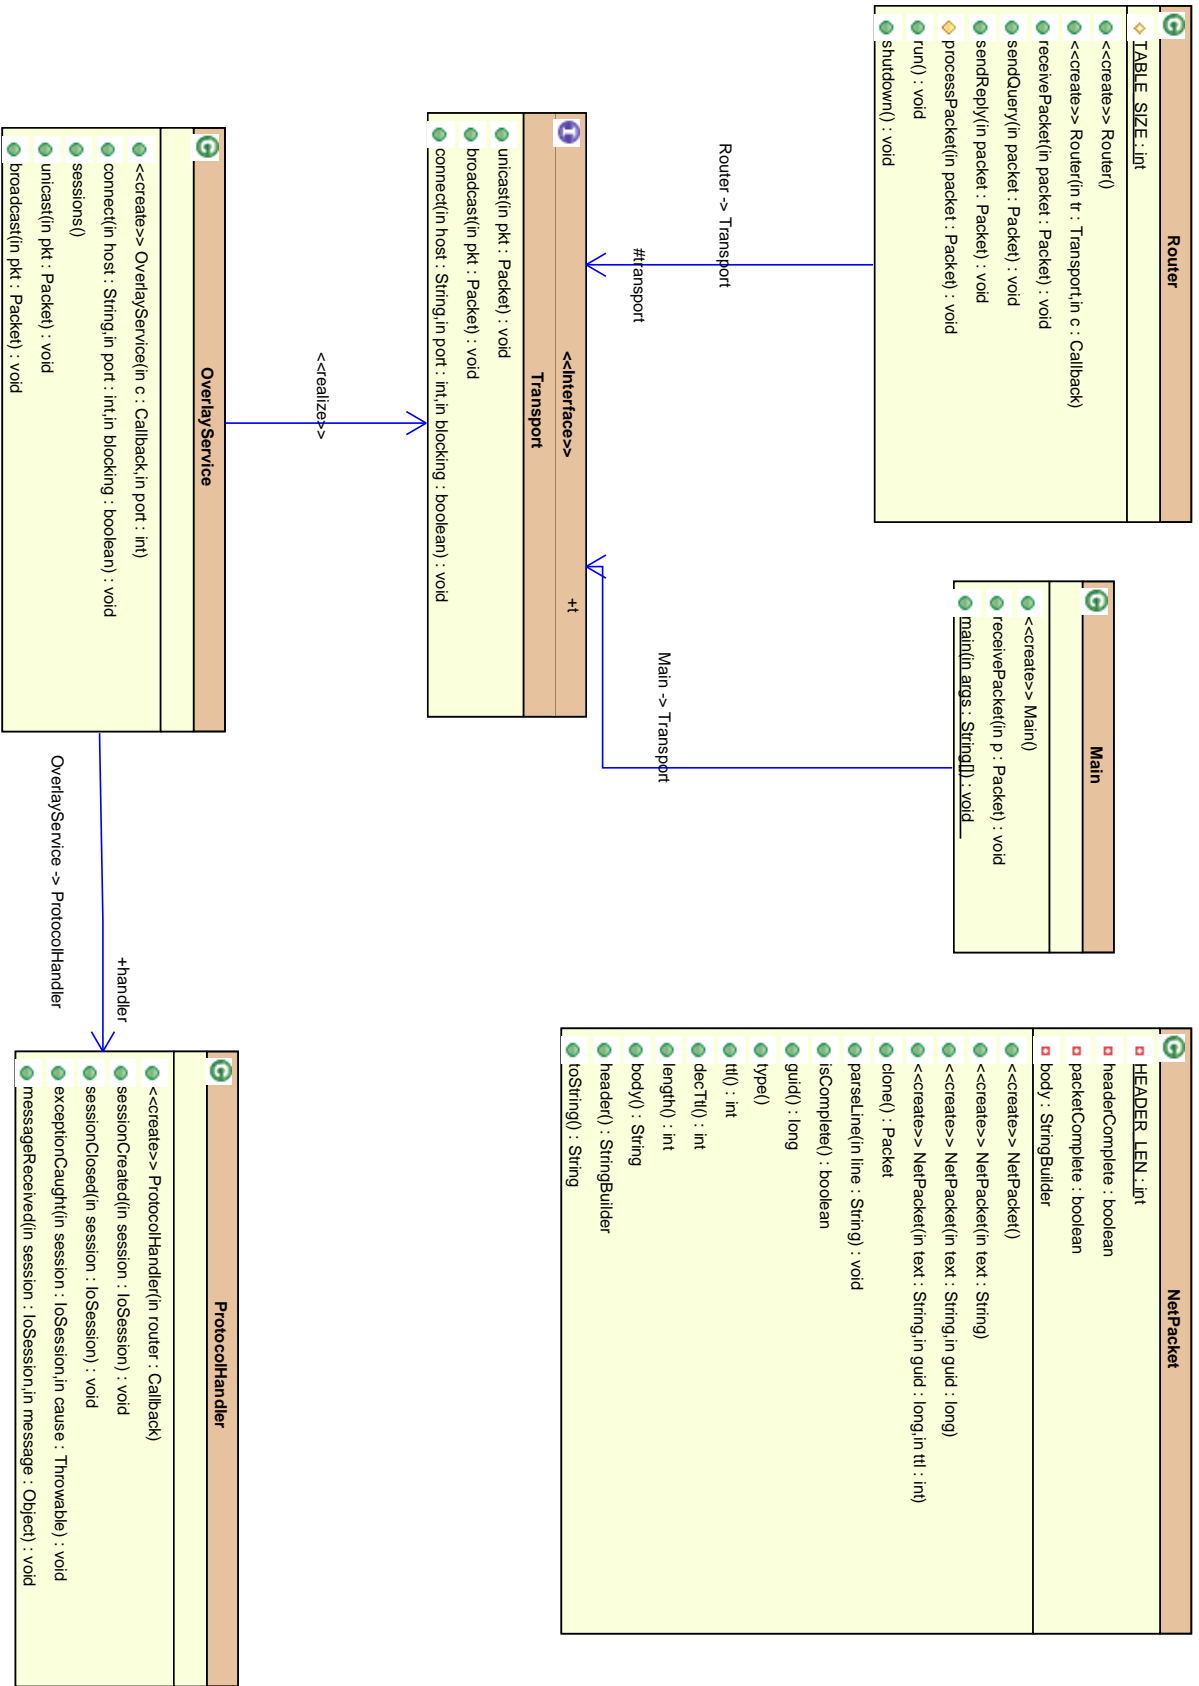 Router
TABLE_SIZE : int
<<create>> Router()
<<create>> Router(in tr : Transport,in c : Callback)
receivePacket(in packet : Packet) : void
sendQuery(in packet : Packet) : void
sendReply(in packet : Packet) : void
processPacket(in packet : Packet) : void
run() : void
shutdown() : void
Main
<<create>> Main()
receivePacket(in p : Packet) : void
main(in args : String[]) : void
NetPacket
HEADER_LEN : int
headerComplete : boolean
packetComplete : boolean
body : StringBuilder
<<create>> NetPacket()
<<create>> NetPacket(in text : String)
<<create>> NetPacket(in text : String,in guid : long)
<<create>> NetPacket(in text : String,in guid : long,in ttl : int)
clone() : Packet
parseLine(in line : String) : void
isComplete() : boolean
guid() : long
type()
ttl() : int
decTtl() : int
length() : int
body() : String
header() : StringBuilder
toString() : String
Router -> Transport
#transport
Main -> Transport
+t
<<Interface>>
Transport
unicast(in pkt : Packet) : void
broadcast(in pkt : Packet) : void
connect(in host : String,in port : int,in blocking : boolean) : void
<<realize>>
OverlayService
<<create>> OverlayService(in c : Callback,in port : int)
connect(in host : String,in port : int,in blocking : boolean) : void
sessions()
unicast(in pkt : Packet) : void
broadcast(in pkt : Packet) : void
+handler
OverlayService -> ProtocolHandler
ProtocolHandler
<<create>> ProtocolHandler(in router : Callback)
sessionCreated(in session : IoSession) : void
sessionClosed(in session : IoSession) : void
exceptionCaught(in session : IoSession,in cause : Throwable) : void
messageReceived(in session : IoSession,in message : Object) : void